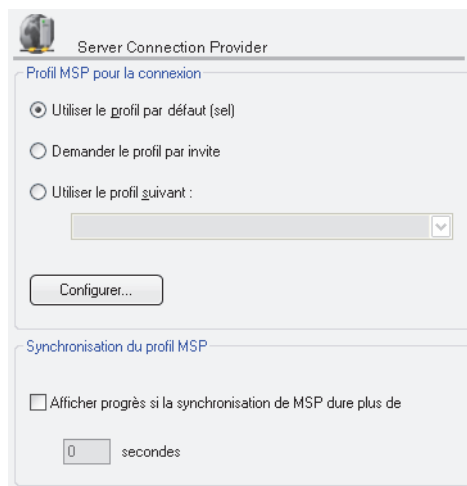 Server Connection Provider
Profil MSP pour la connexion
Utiliser le profil par défaut (sel)
Demander le profil par invite
Utiliser le profil suivant :
Configurer...
Synchronisation du profil MSP
Afficher progrès si la synchronisation de MSP dure plus de
0 secondes